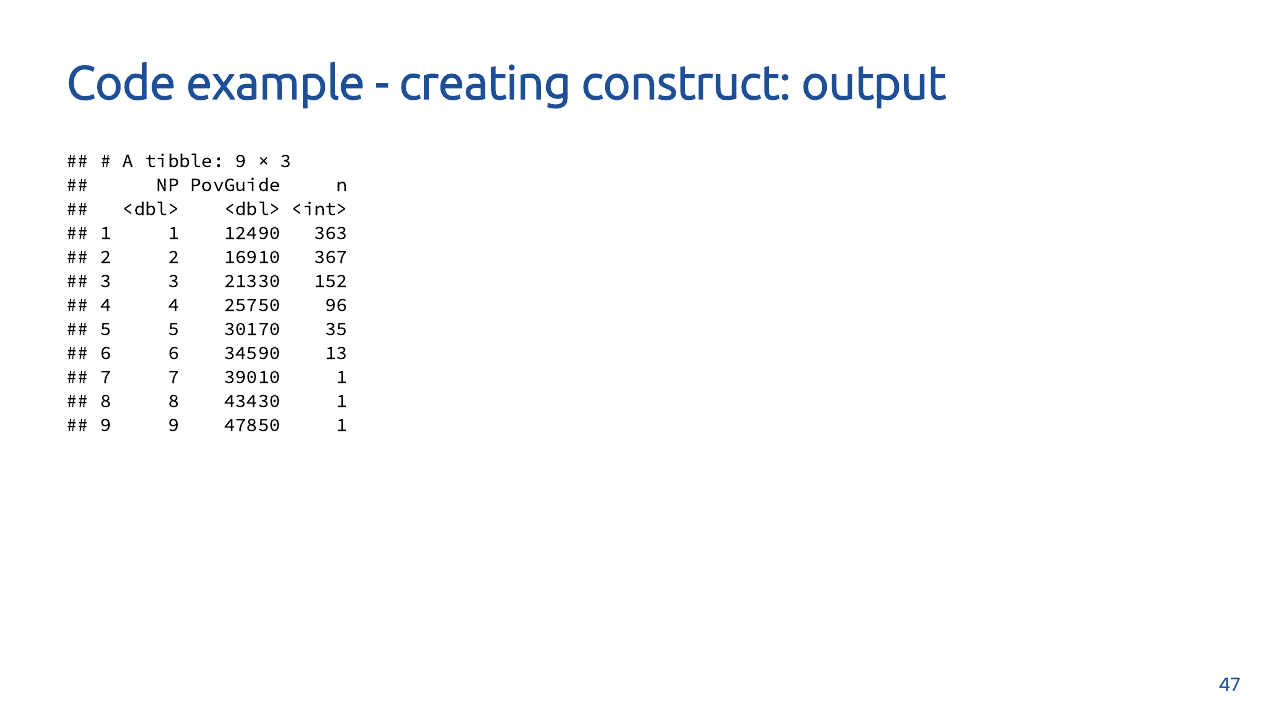 Code example - creating construct: output
## # A tibble: 9 × 3
##      NP PovGuide     n
##   <dbl>    <dbl> <int>
## 1     1    12490   363
## 2     2    16910   367
## 3     3    21330   152
## 4     4    25750    96
## 5     5    30170    35
## 6     6    34590    13
## 7     7    39010     1
## 8     8    43430     1
## 9     9    47850     1
47